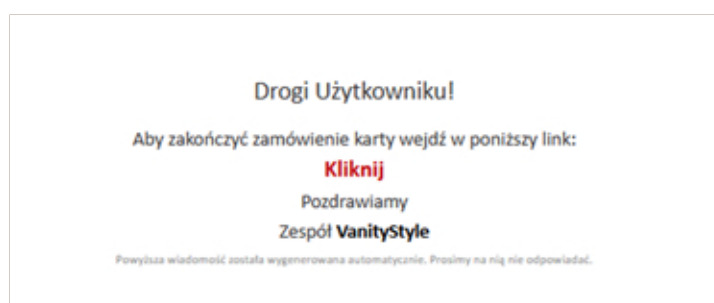 Drogi Użytkowniku!
Aby zakończyć zamówienie karty wejdź w poniższy link:
Kliknij
Pozdrawiamy
Zespół VanityStyle
Powyższa wiadomość została wygenerowana automatycznie. Prosimy na nią nie odpowiadać.